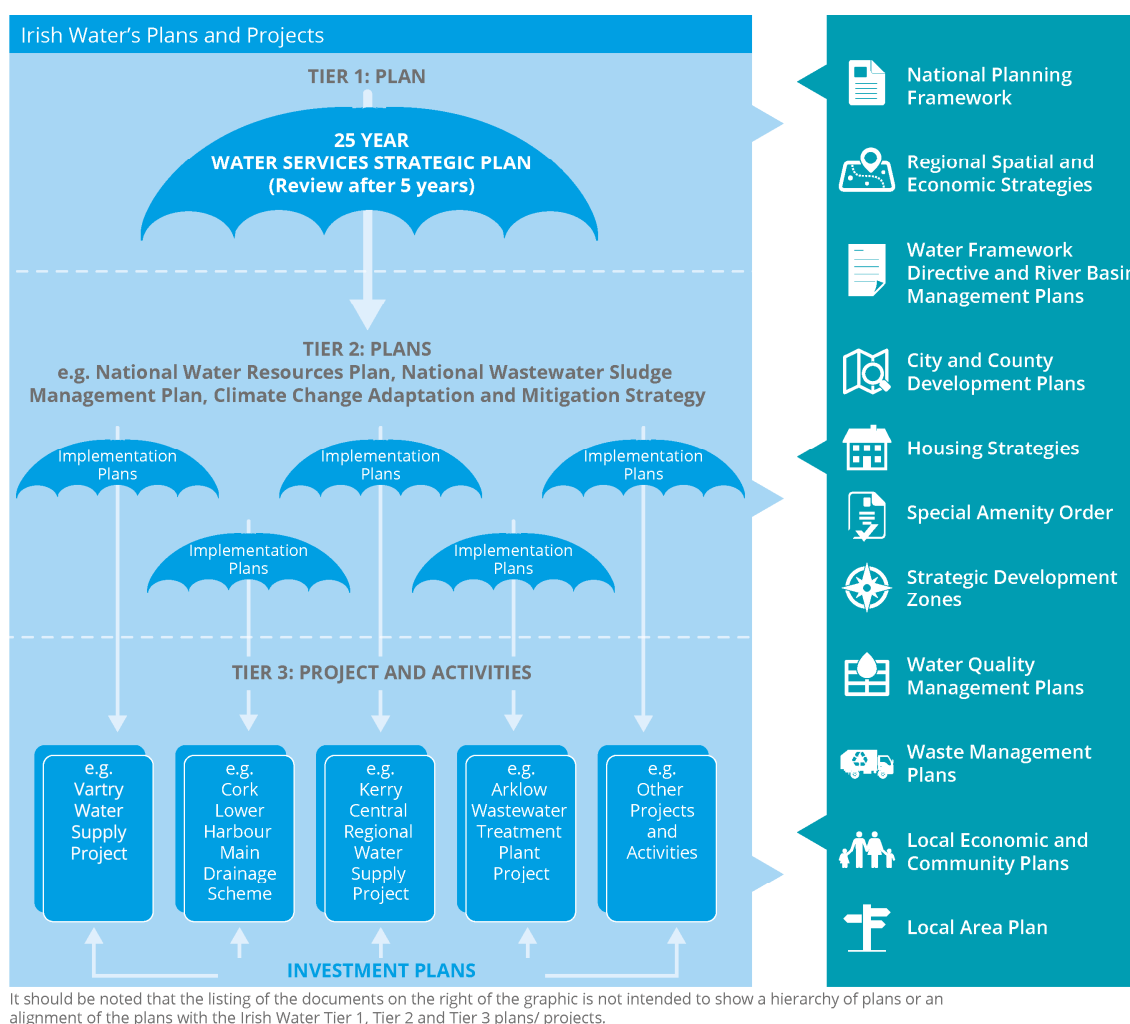 Irish Water's Plans and Projects
TIER 1: PLAN
25 YEAR
WATER SERVICES STRATEGIC PLAN
(Review after 5 years)
TIER 2: PLANS
e.g. National Water Resources Plan, National Wastewater Sludge
Management Plan, Climate Change Adaptation and Mitigation Strategy
Implementation
Plans
Implementation
Plans
Implementation
Plans
Implementation
Plans
Implementation
Plans
TIER 3: PROJECT AND ACTIVITIES
e.g.
Vartry
Water
Supply
Project
e.g.
Cork
Lower
Harbour
Main
Drainage
Scheme
e.g.
Kerry
Central
Regional
Water
Supply
Project
e.g.
Arklow
Wastewater
Treatment
Plant
Project
e.g.
Other
Projects
and
Activities
INVESTMENT PLANS
National Planning
Framework
Regional Spatial and
Economic Strategies
Water Framework
Directive and River Basin
Management Plans
City and County
Development Plans
Housing Strategies
Special Amenity Order
Strategic Development
Zones
Water Quality
Management Plans
Waste Management
Plans
Local Economic and
Community Plans
Local Area Plan
It should be noted that the listing of the documents on the right of the graphic is not intended to show a hierarchy of plans or an
alignment of the plans with the Irish Water Tier 1, Tier 2 and Tier 3 plans/ projects.